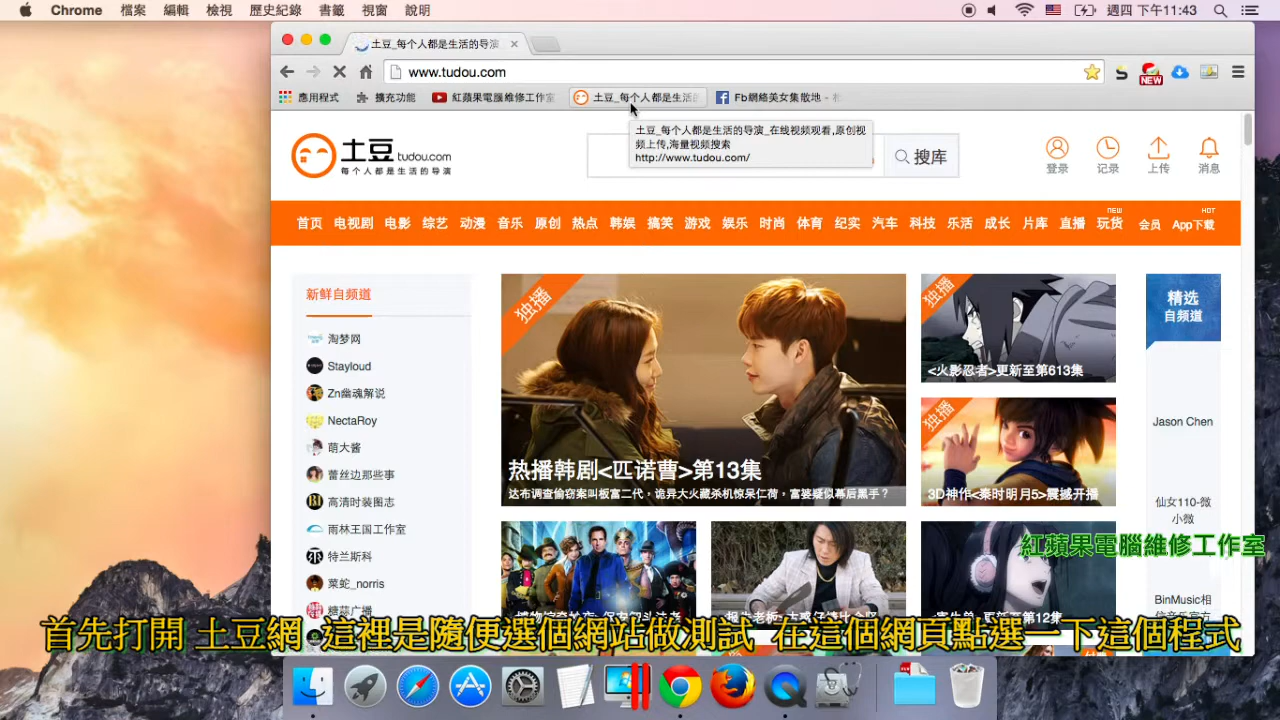 Chrome 檔案 編輯 檢視 歷史紀錄 書籤 視窗 說明 週四 下午11:43
土豆_每个人都是生活的导演
www.tudou.com
NEW
應用程式 擴充功能 紅蘋果電腦維修工作室 土豆_每个人都是生活的 Fb網絡美女集散地 -
土豆_每个人都是生活的导演_在线视频观看,原创视
频上传,海量视频搜索
http://www.tudou.com/
土豆 tudou.com
每个人都是生活的导演
搜库
登录 记录 上传 消息
首页 电视剧 电影 综艺 动漫 音乐 原创 热点 韩娱 搞笑 游戏 娱乐 时尚 体育 纪实 汽车 科技 乐活 成长 片库 直播 玩货 NEW 会员 App下载 HOT
新鲜自频道
淘梦网
Stayloud
Zn幽魂解说
NectaRoy
萌大酱
蕾丝边那些事
高清时装图志
雨林王国工作室
特兰斯科
菜蛇_norris
独播
热播韩剧<匹诺曹>第13集
达布调查偷窃案叫板富二代，诡异大火藏杀机惊呆仁荷，富婆疑似幕后黑手？
独播
<火影忍者>更新至第613集
独播
3D神作<秦时明月5>震撼开播
精选
自频道
Jason Chen
仙女110-微
小微
BinMusic相
紅蘋果電腦維修工作室
首先打開 土豆網 這裡是隨便選個網站做測試 在這個網頁點選一下這個程式